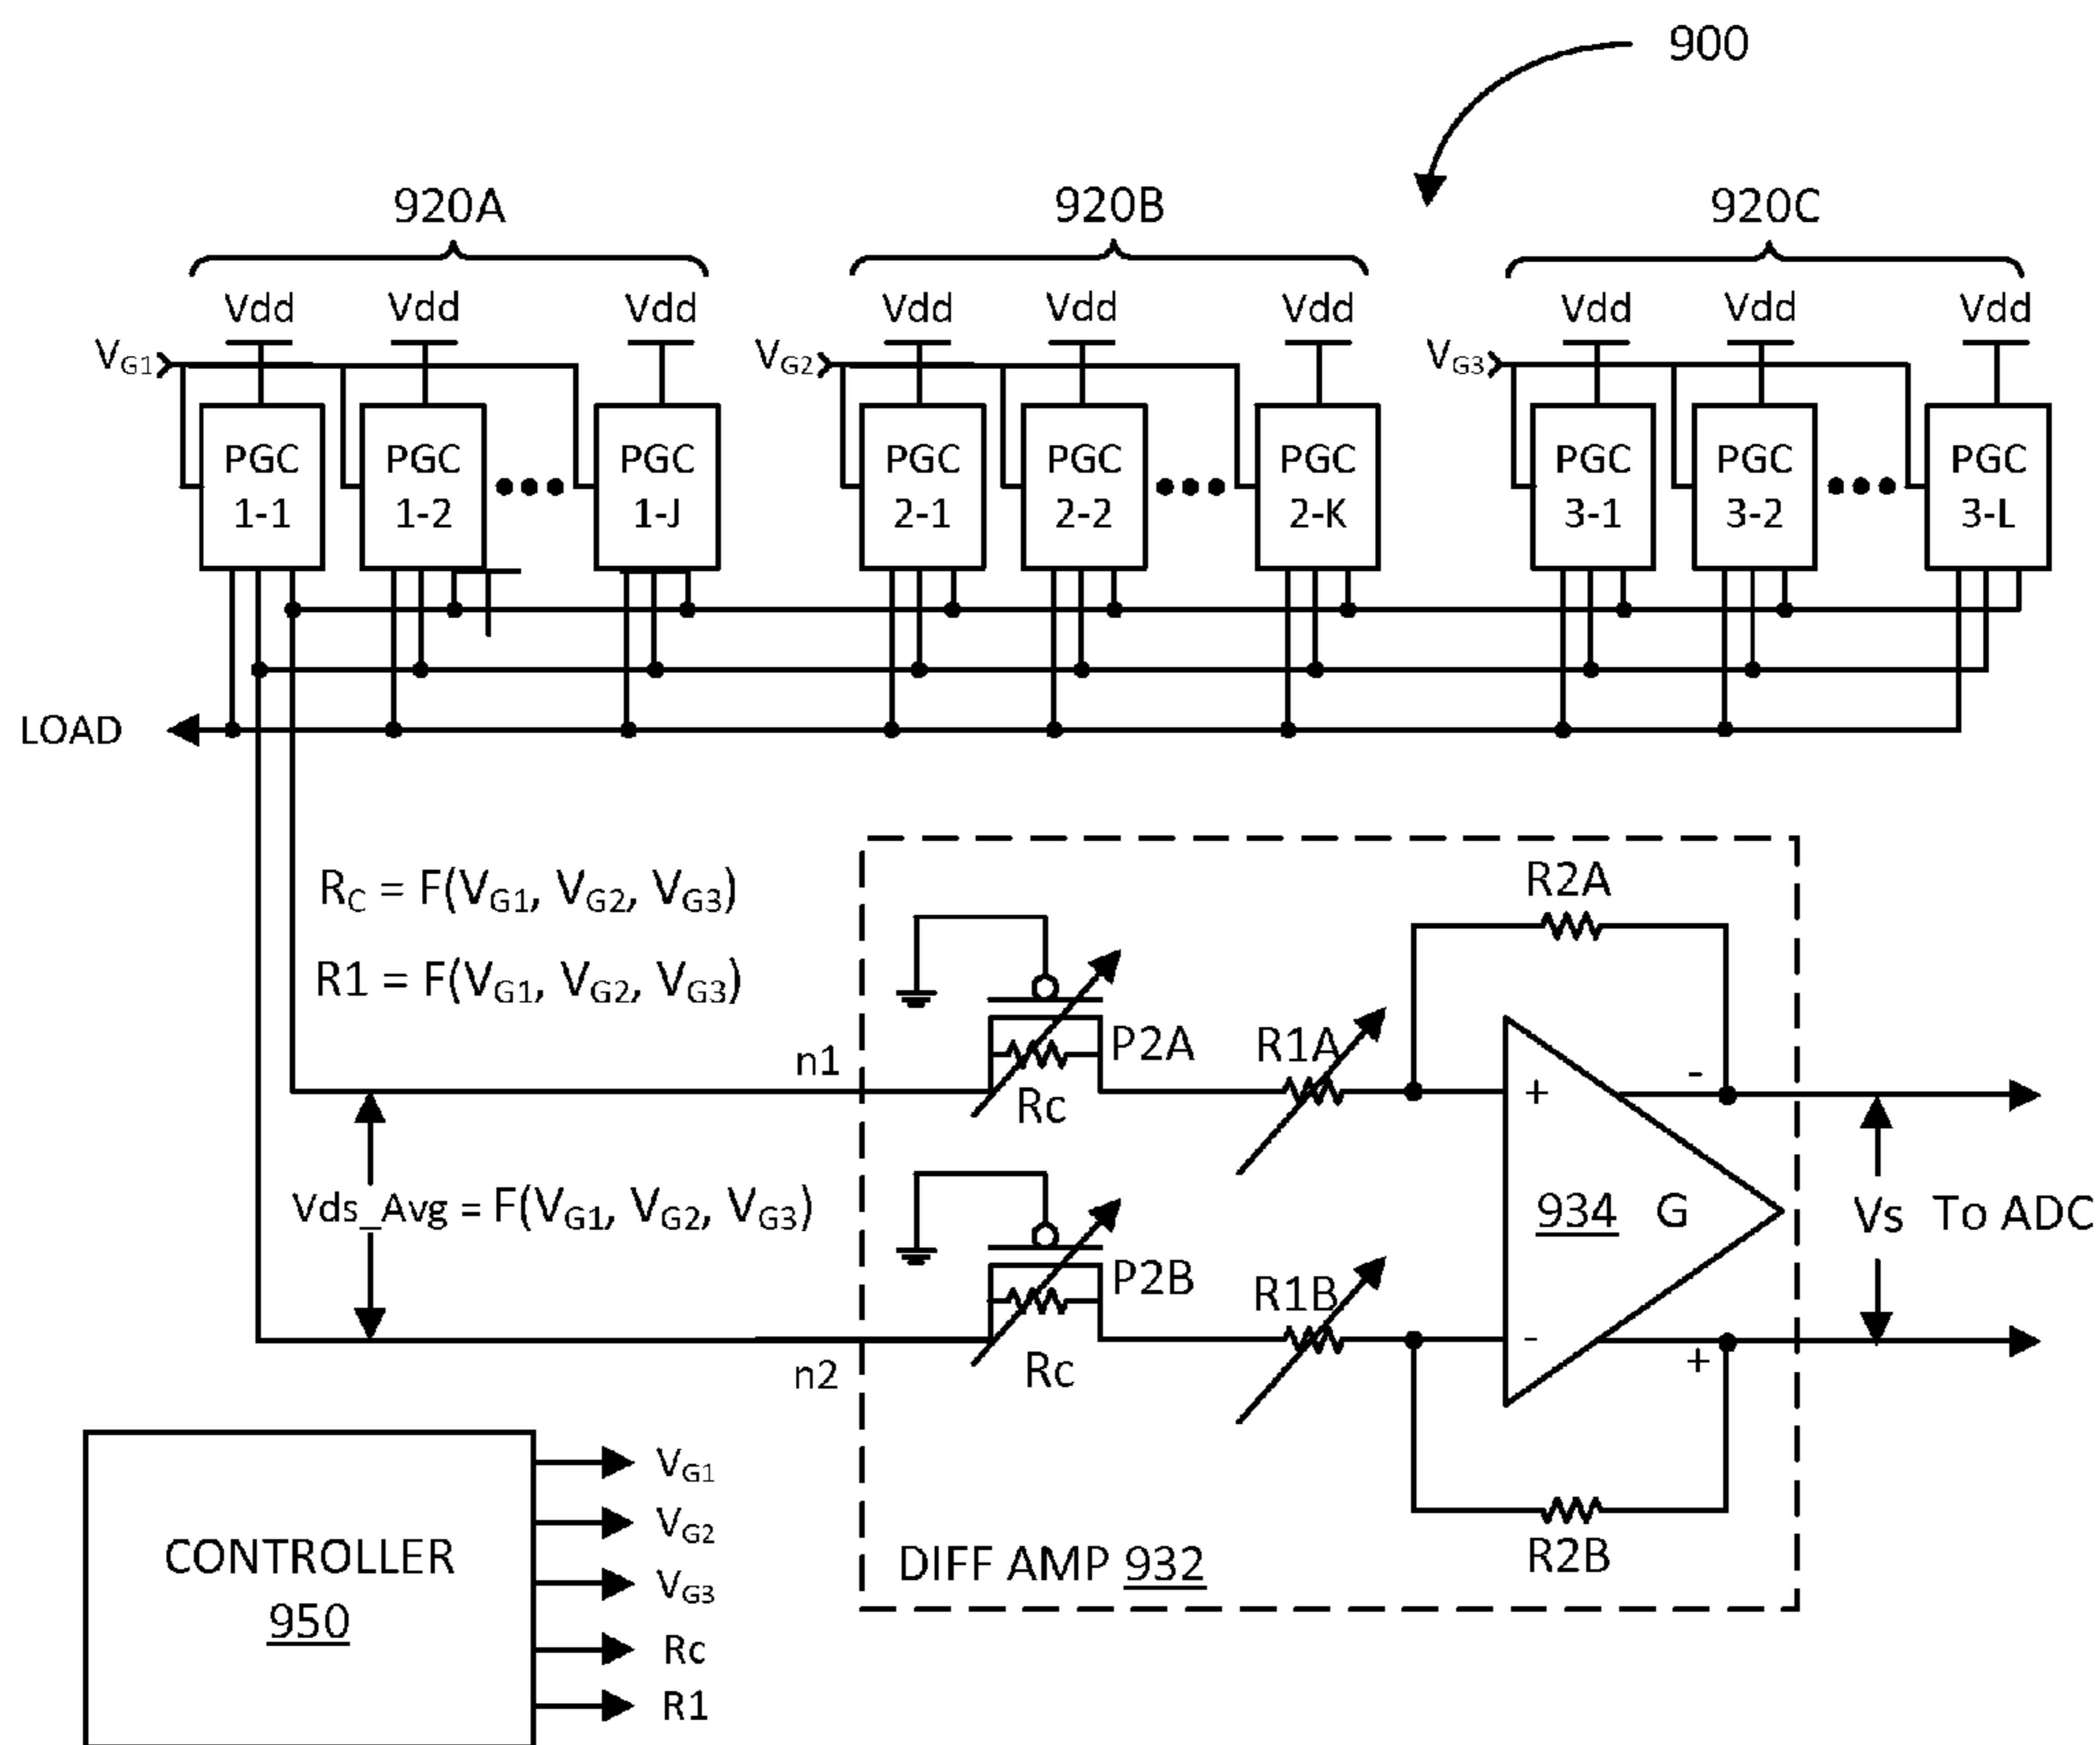 900
920A 920B 920C
Vdd Vdd Vdd Vdd Vdd Vdd Vdd Vdd Vdd
VG1 VG2 VG3
PGC 1-1
PGC 1-2
PGC 1-J
PGC 2-1
PGC 2-2
PGC 2-K
PGC 3-1
PGC 3-2
PGC 3-L
LOAD
RC = F(VG1, VG2, VG3)
R1 = F(VG1, VG2, VG3)
R2A
n1
P2A
R1A
Rc
+
-
Vds_Avg = F(VG1, VG2, VG3)
934 G
Vs To ADC
P2B
R1B
n2
Rc
-
+
R2B
DIFF AMP 932
CONTROLLER
950
VG1
VG2
VG3
Rc
R1